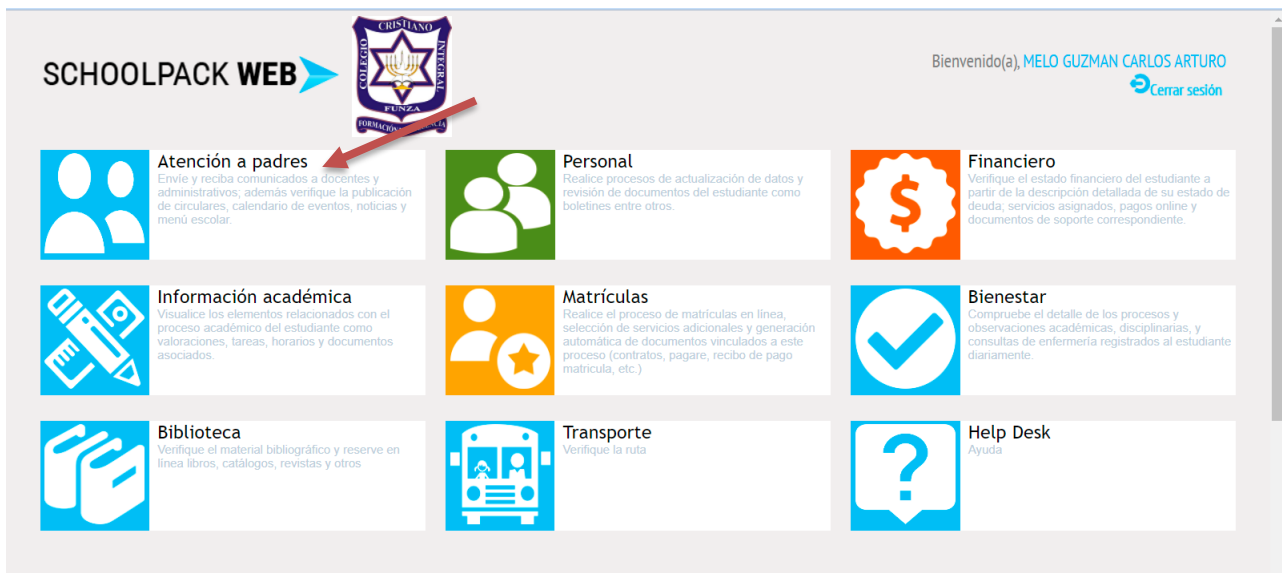 SCHOOLPACK WEB
COLEGIO CRISTIANO INTEGRAL
FUNZA
Bienvenido(a), MELO GUZMAN CARLOS ARTURO
Cerrar sesión
Atención a padres
Envíe y reciba comunicados a docentes y
administrativos; además verifique la publicación
de circulares, calendario de eventos, noticias y
menú escolar.
Personal
Realice procesos de actualización de datos y
revisión de documentos del estudiante como
boletines entre otros.
Financiero
Verifique el estado financiero del estudiante a
partir de la descripción detallada de su estado de
deuda; servicios asignados, pagos online y
documentos de soporte correspondiente.
Información académica
Visualice los elementos relacionados con el
proceso académico del estudiante como
valoraciones, tareas, horarios y documentos
asociados.
Matrículas
Realice el proceso de matrículas en línea,
selección de servicios adicionales y generación
automática de documentos vinculados a este
proceso (contratos, pagare, recibo de pago
matricula, etc.)
Bienestar
Compruebe el detalle de los procesos y
observaciones académicas, disciplinarias, y
consultas de enfermería registrados al estudiante
diariamente.
Biblioteca
Verifique el material bibliográfico y reserve en
línea libros, catálogos, revistas y otros
Transporte
Verifique la ruta
Help Desk
Ayuda